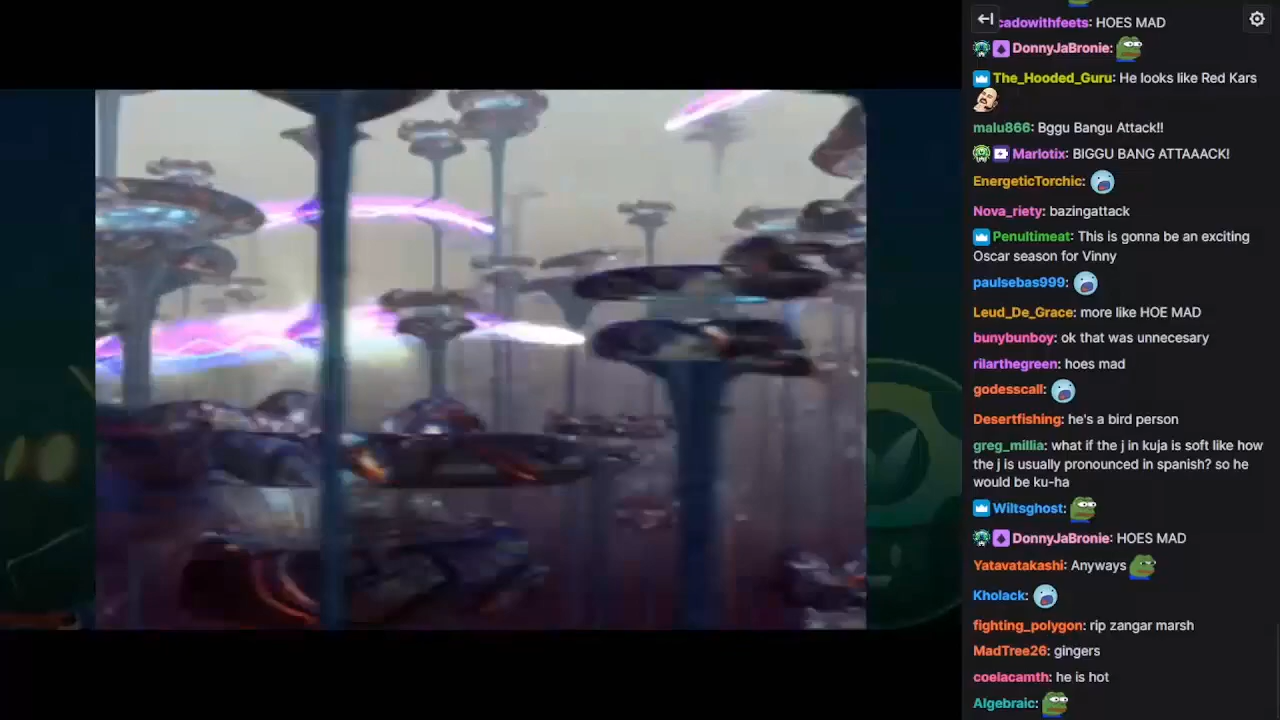 cadowithfeets: HOES MAD
DonnyJaBronie:
The_Hooded_Guru: He looks like Red Kars
malu866: Bggu Bangu Attack!!
Marlotix: BIGGU BANG ATTAAACK!
EnergeticTorchic:
Nova_riety: bazingattack
Penultimeat: This is gonna be an exciting
Oscar season for Vinny
paulsebas999:
Leud_De_Grace: more like HOE MAD
bunybunboy: ok that was unnecesary
rilarthegreen: hoes mad
godesscall:
Desertfishing: he's a bird person
greg_millia: what if the j in kuja is soft like how
the j is usually pronounced in spanish? so he
would be ku-ha
Wiltsghost:
DonnyJaBronie: HOES MAD
Yatavatakashi: Anyways
Kholack:
fighting_polygon: rip zangar marsh
MadTree26: gingers
coelacamth: he is hot
Algebraic: